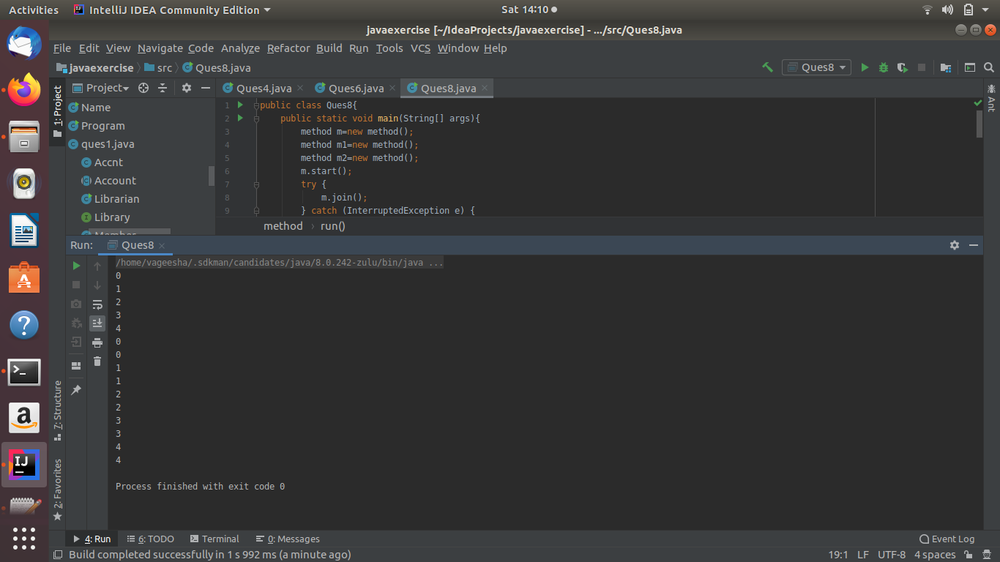 Activities IntelliJ IDEA Community Edition Sat 14:10
javaexercise [~/IdeaProjects/javaexercise] - .../src/Ques8.java
File Edit View Navigate Code Analyze Refactor Build Run Tools VCS Window Help
javaexercise src Ques8.java Ques8
1: Project
Project
Name
Program
ques1.java
Accnt
Account
Librarian
Library
Member
Ques4.java Ques6.java Ques8.java
1 public class Ques8{
2 public static void main(String[] args){
3 method m=new method();
4 method m1=new method();
5 method m2=new method();
6 m.start();
7 try {
8 m.join();
9 } catch (InterruptedException e) {
method › run()
Ant
Run: Ques8
/home/vageesha/.sdkman/candidates/java/8.0.242-zulu/bin/java ...
0
1
2
3
4
0
0
1
1
2
2
3
3
4
4
Process finished with exit code 0
7: Structure
2: Favorites
4: Run 6: TODO Terminal 0: Messages Event Log
Build completed successfully in 1 s 992 ms (a minute ago) 19:1 LF UTF-8 4 spaces